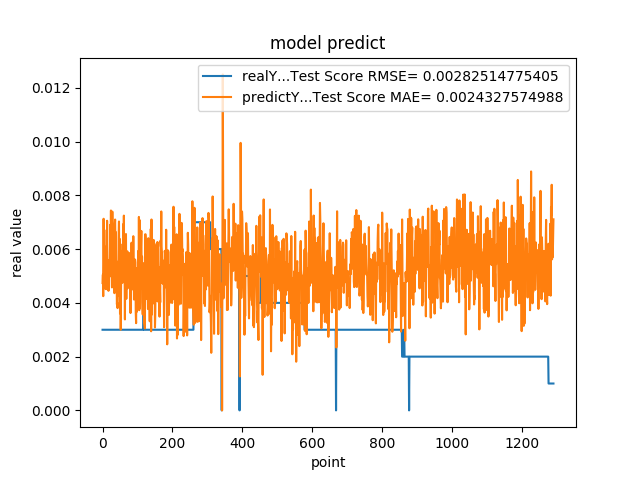 model predict
realY...Test Score RMSE= 0.00282514775405
predictY...Test Score MAE= 0.0024327574988
0.012
0.010
0.008
0.006
0.004
0.002
0.000
real value
0 200 400 600 800 1000 1200
point